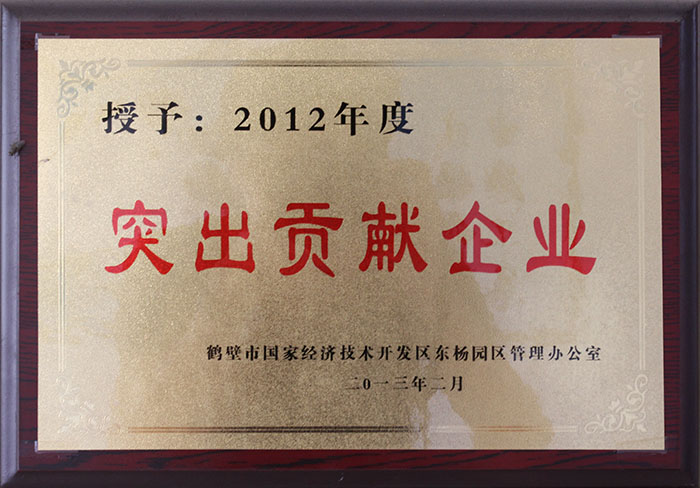 授予：2012年度
突出贡献企业
鹤壁市国家经济技术开发区东杨园区管理办公室
二0一三年二月